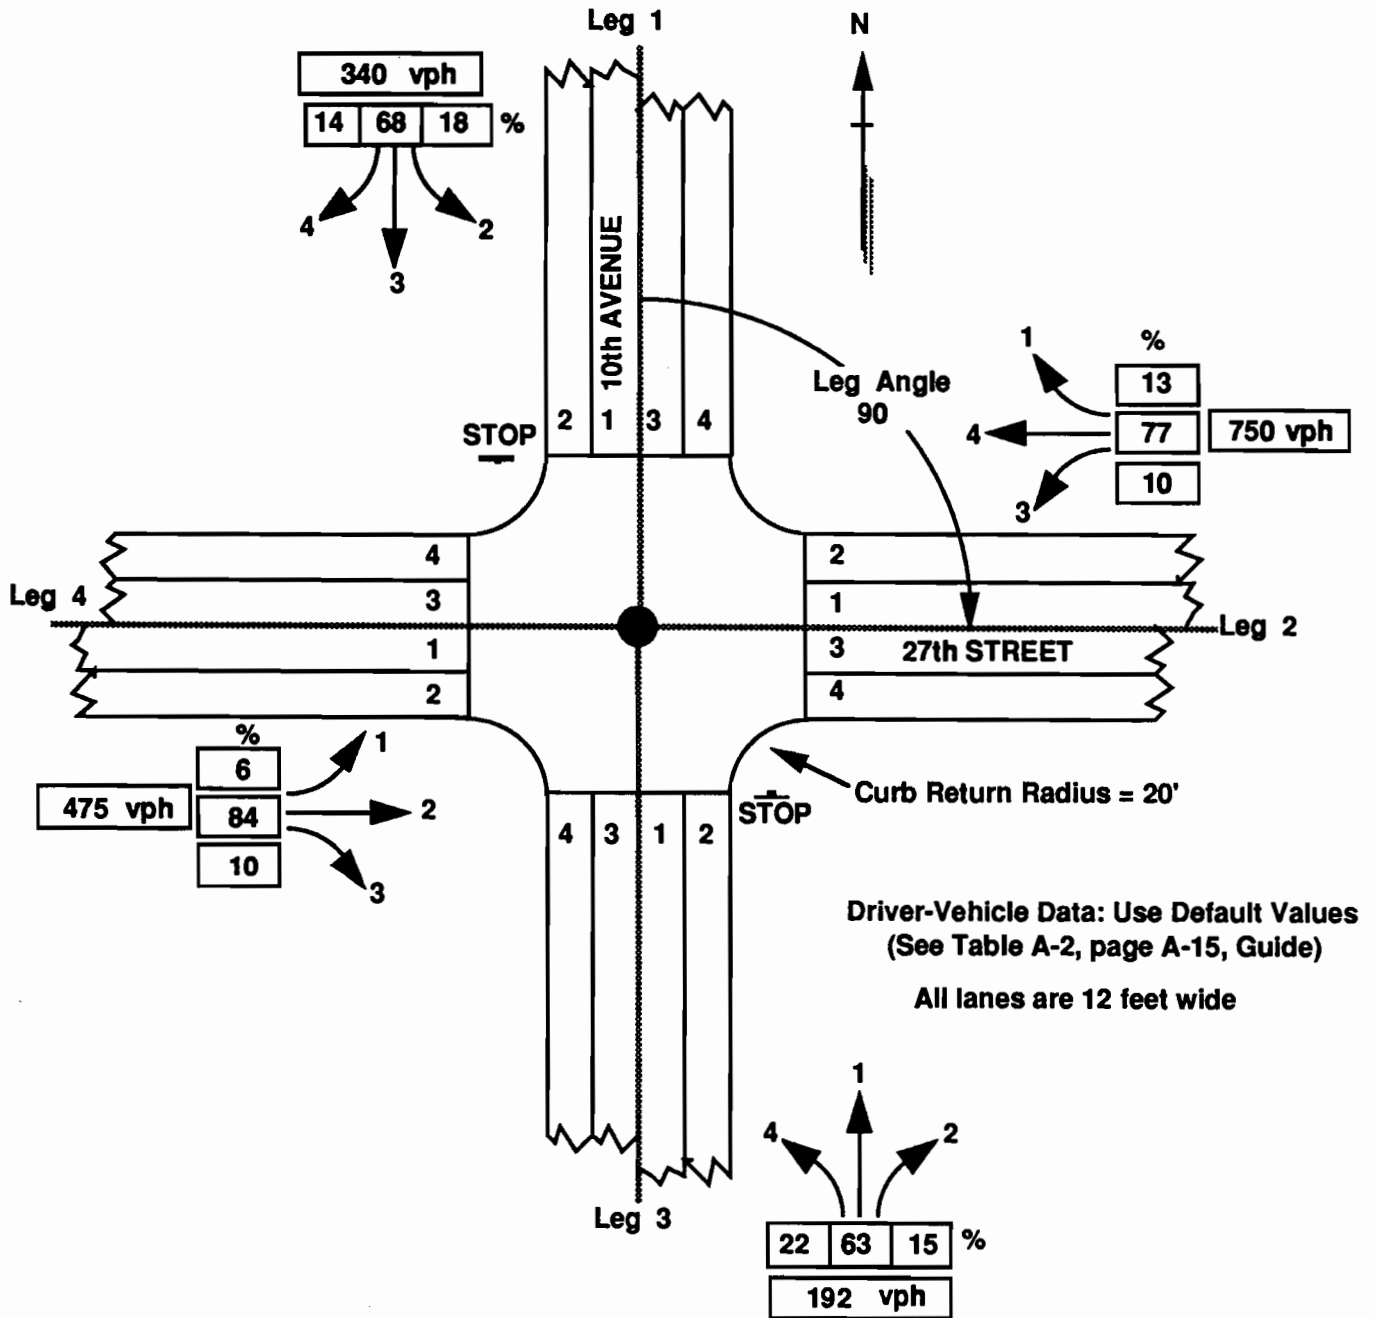 Leg 1
N
340 vph
14 68 18 %
4
3
2
10th AVENUE
Leg Angle
90
1
4
3
%
13
77
10
750 vph
STOP
2 1 3 4
4
3
1
2
2
1
3
4
27th STREET
Leg 4
Leg 2
%
6
84
10
475 vph
1
2
3
4 3 1 2
STOP
Curb Return Radius = 20'
Driver-Vehicle Data: Use Default Values
(See Table A-2, page A-15, Guide)
All lanes are 12 feet wide
Leg 3
1
4
2
22 63 15 %
192 vph